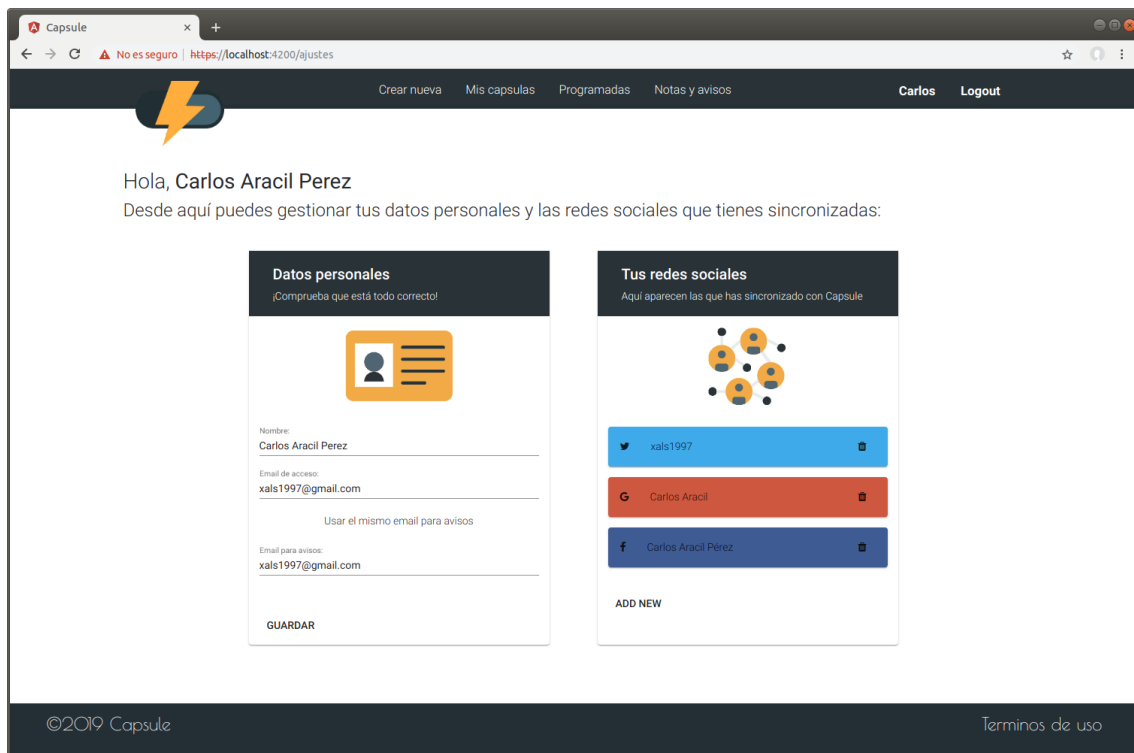 Capsule
No es seguro | https://localhost:4200/ajustes
Crear nueva Mis capsulas Programadas Notas y avisos Carlos Logout
Hola, Carlos Aracil Perez
Desde aquí puedes gestionar tus datos personales y las redes sociales que tienes sincronizadas:
Datos personales
¡Comprueba que está todo correcto!
Nombre:
Carlos Aracil Perez
Email de acceso:
xals1997@gmail.com
Usar el mismo email para avisos
Email para avisos:
xals1997@gmail.com
GUARDAR
Tus redes sociales
Aquí aparecen las que has sincronizado con Capsule
xals1997
Carlos Aracil
Carlos Aracil Pérez
ADD NEW
©2019 Capsule
Terminos de uso